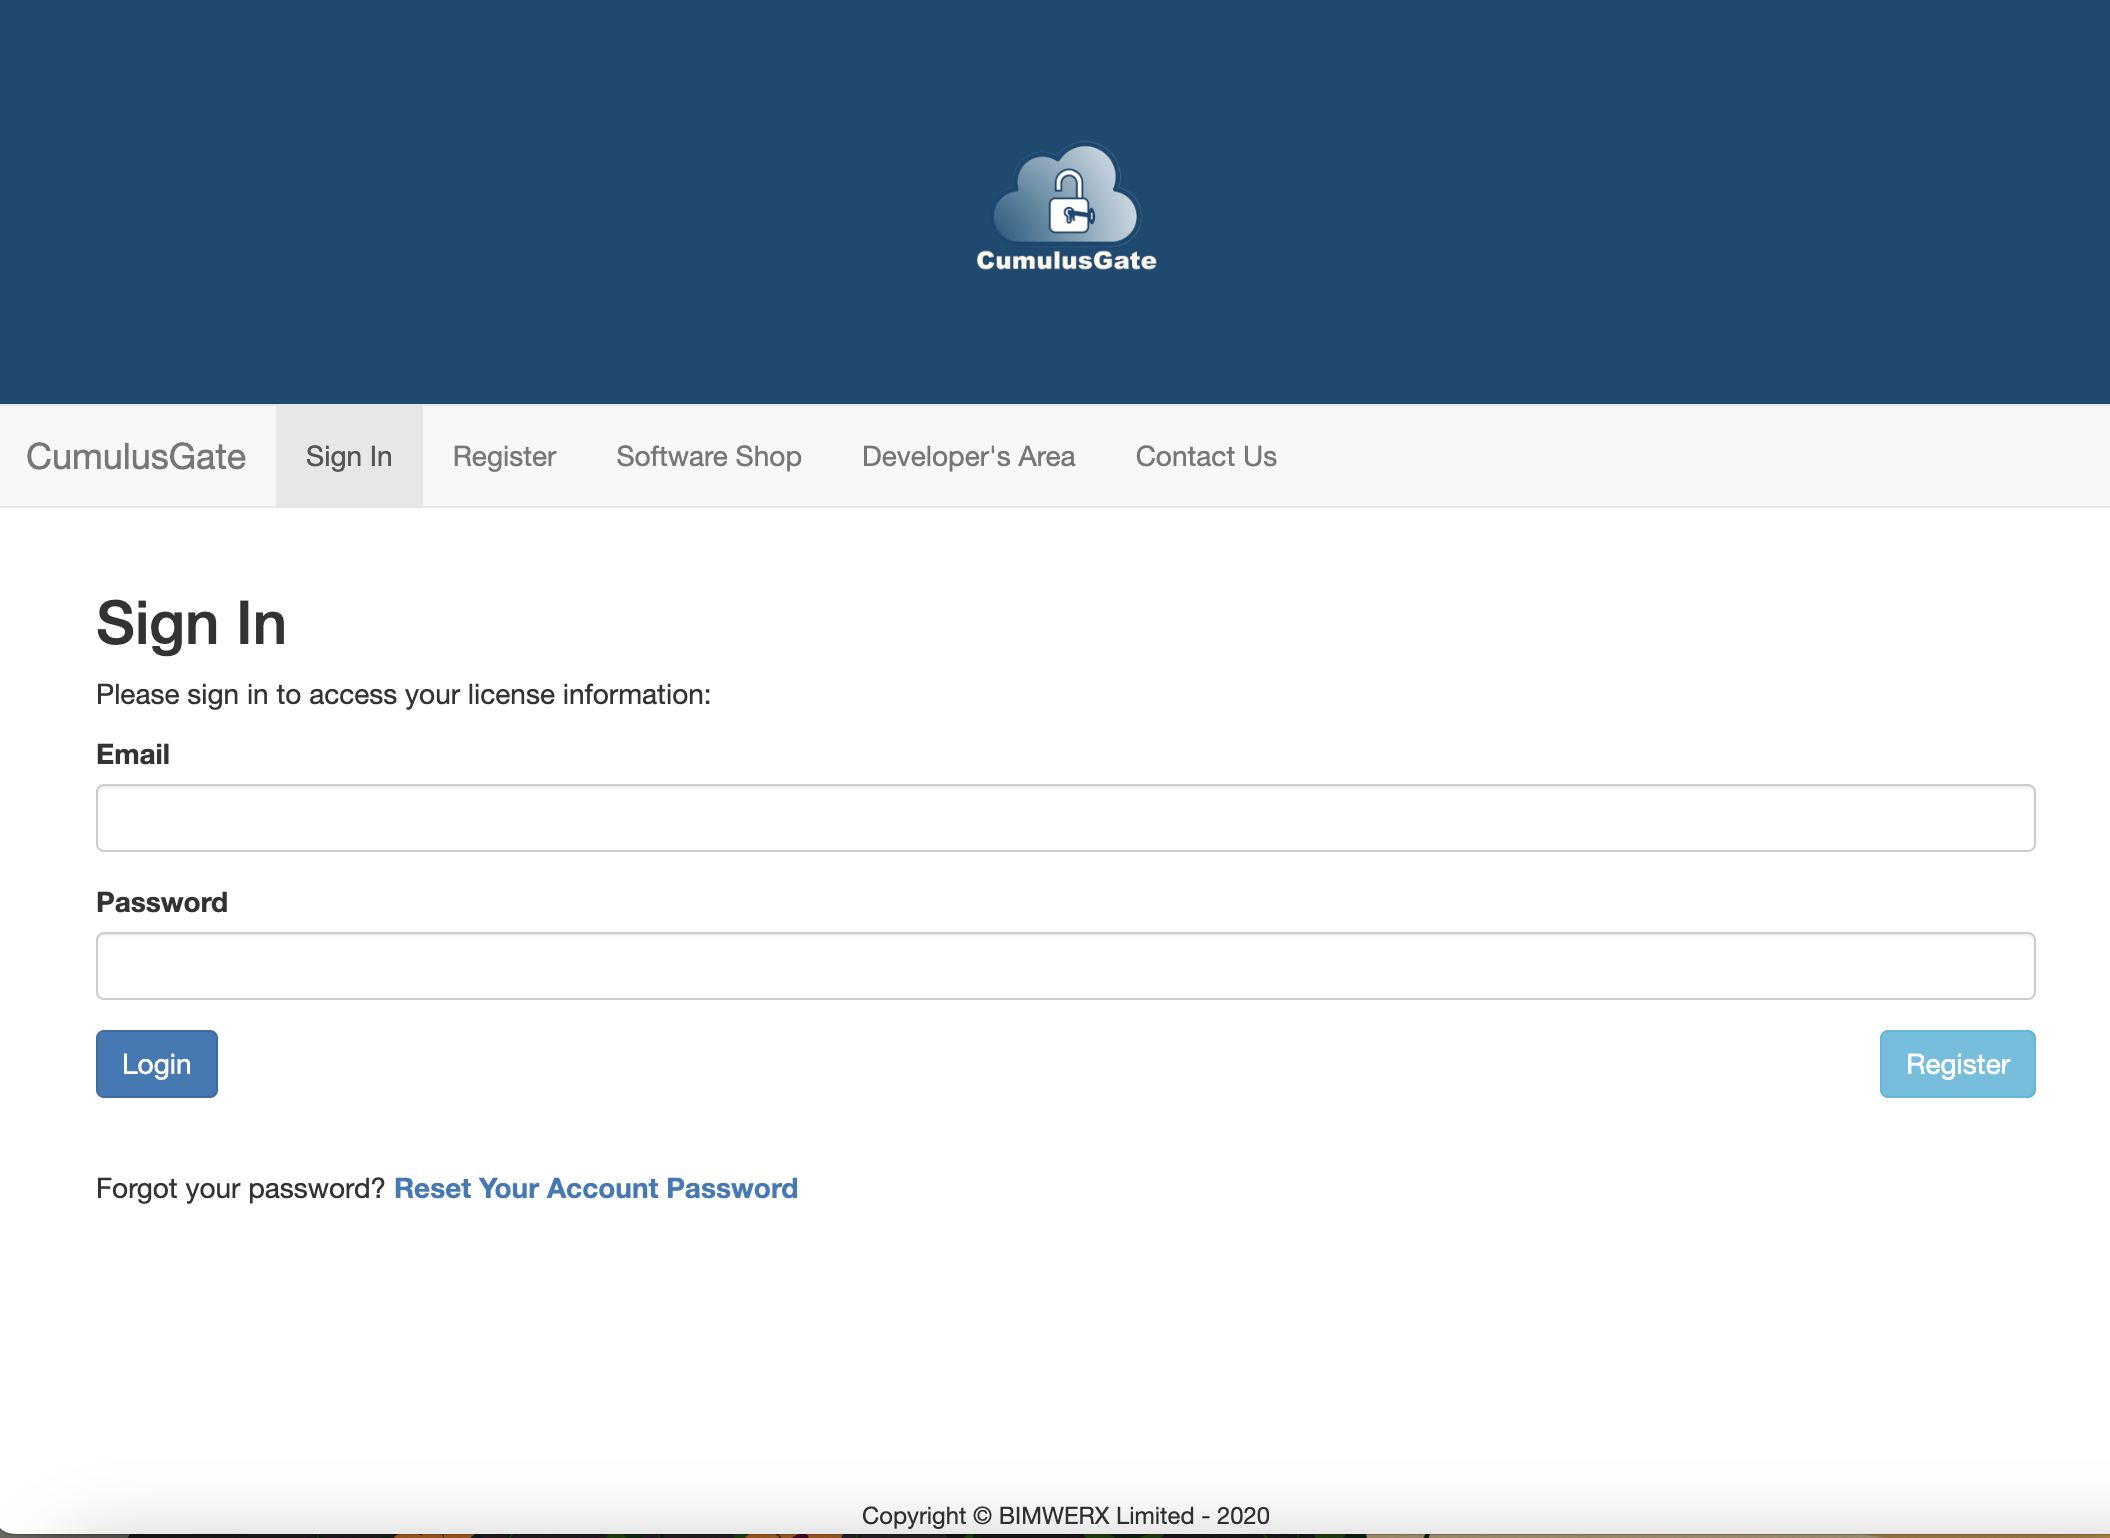 CumulusGate
CumulusGate Sign In Register Software Shop Developer's Area Contact Us
Sign In
Please sign in to access your license information:
Email
Password
Login Register
Forgot your password? Reset Your Account Password
Copyright © BIMWERX Limited - 2020